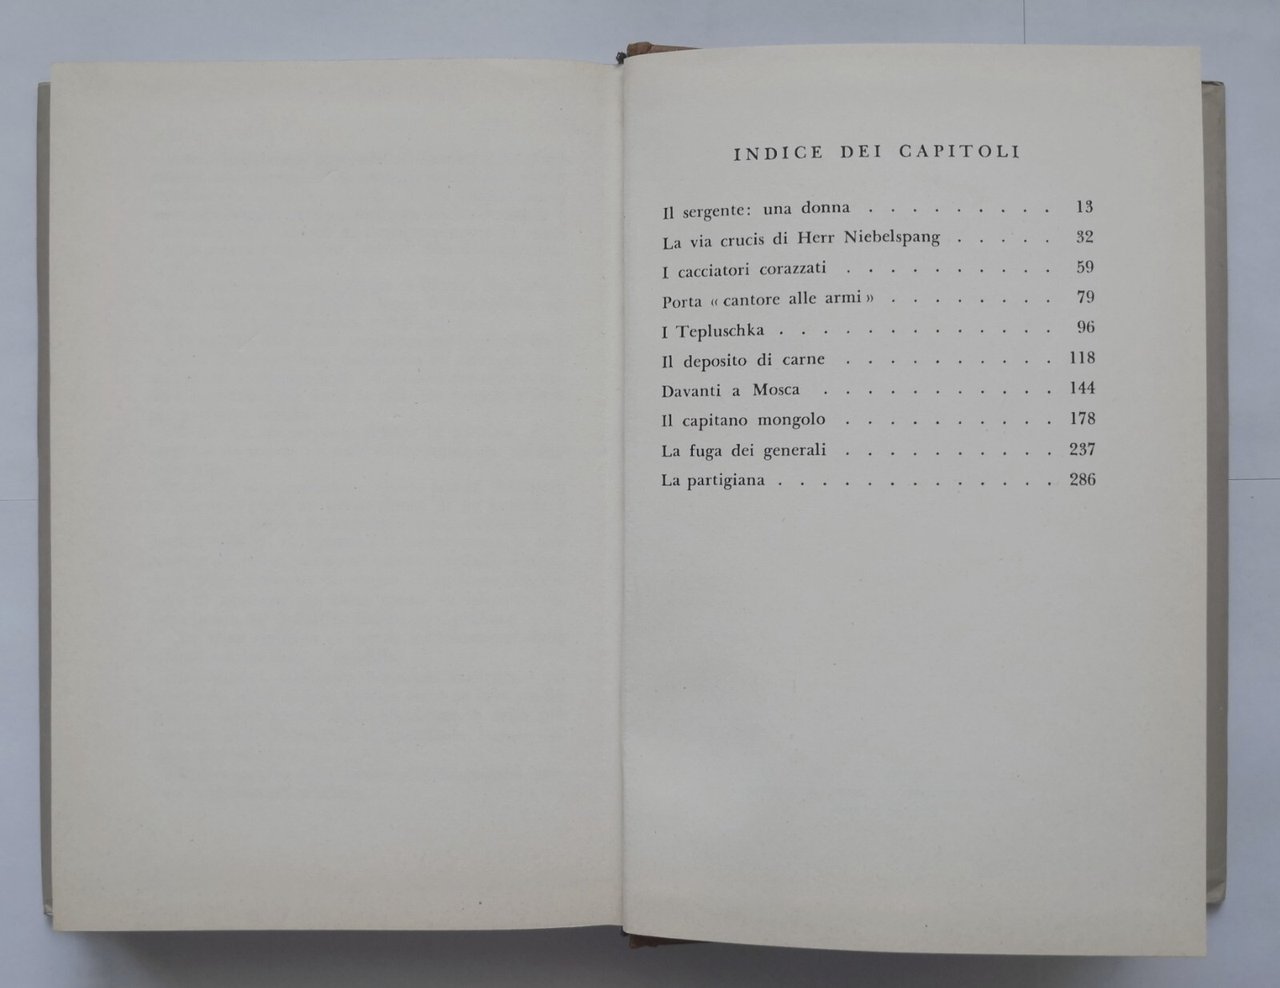 INDICE DEI CAPITOLI
Il sergente: una donna . . . . . . . . . 13
La via crucis di Herr Niebelspang . . . . . 32
I cacciatori corazzati . . . . . . . . . . 59
Porta « cantore alle armi » . . . . . . . . 79
I Tepluschka . . . . . . . . . . . . . 96
Il deposito di carne . . . . . . . . . . 118
Davanti a Mosca . . . . . . . . . . . 144
Il capitano mongolo . . . . . . . . . . 178
La fuga dei generali . . . . . . . . . . 237
La partigiana . . . . . . . . . . . . . 286